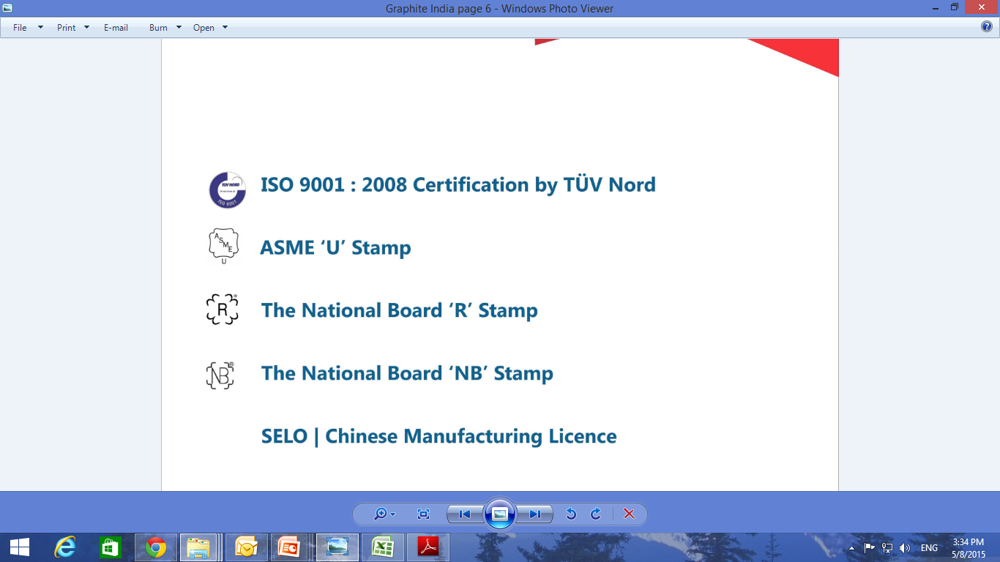 Graphite India page 6 - Windows Photo Viewer
File Print E-mail Burn Open
TÜV NORD
ISO 9001
ISO 9001 : 2008 Certification by TÜV Nord
ASME
U
ASME ‘U’ Stamp
R®
The National Board ‘R’ Stamp
NB®
The National Board ‘NB’ Stamp
SELO | Chinese Manufacturing Licence
ENG
3:34 PM
5/8/2015